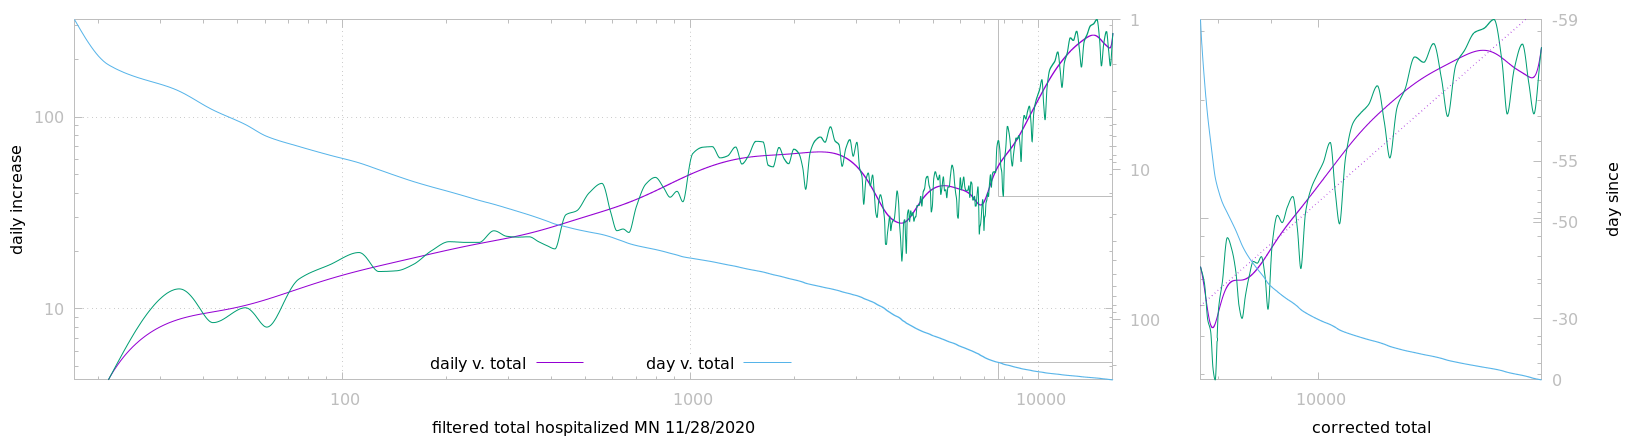 daily increase
100
10
daily v. total
day v. total
100
1000
10000
filtered total hospitalized MN 11/28/2020
1
10
100
10000
corrected total
-59
-55
-50
-30
0
day since